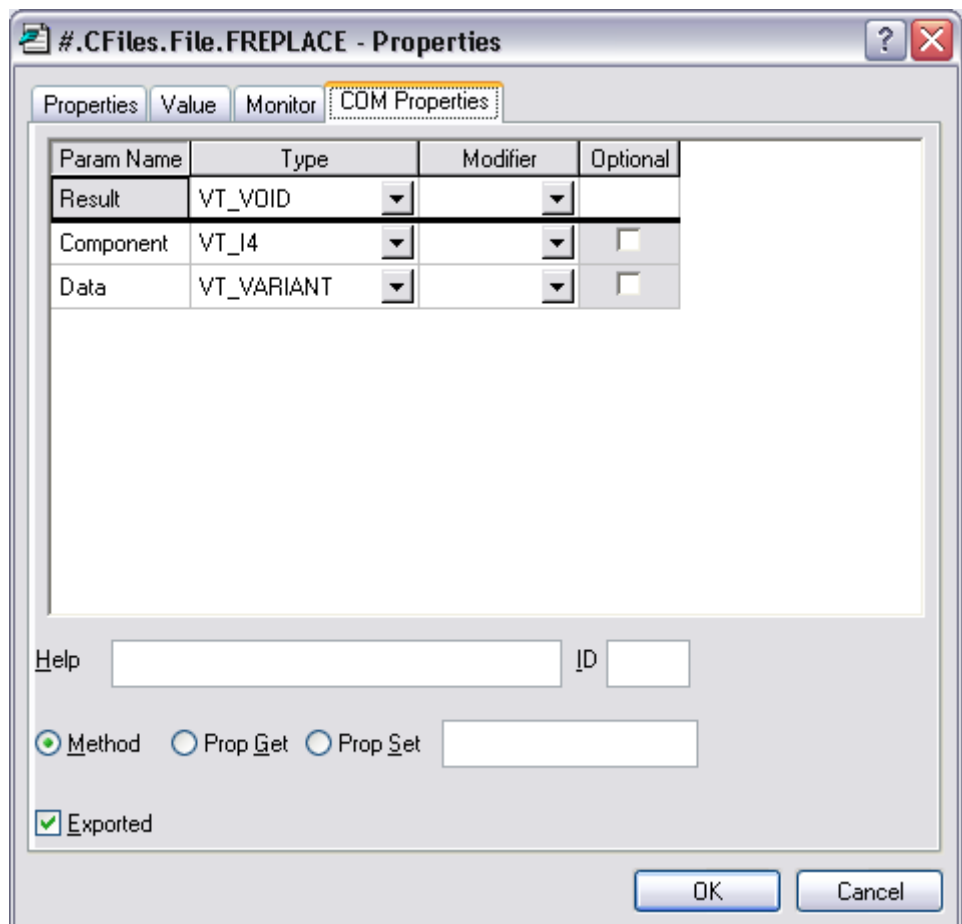 #.CFiles.File.FREPLACE - Properties
Properties Value Monitor COM Properties
Param Name Type Modifier Optional
Result VT_VOID
Component VT_I4
Data VT_VARIANT
Help ID
Method Prop Get Prop Set
Exported
OK Cancel